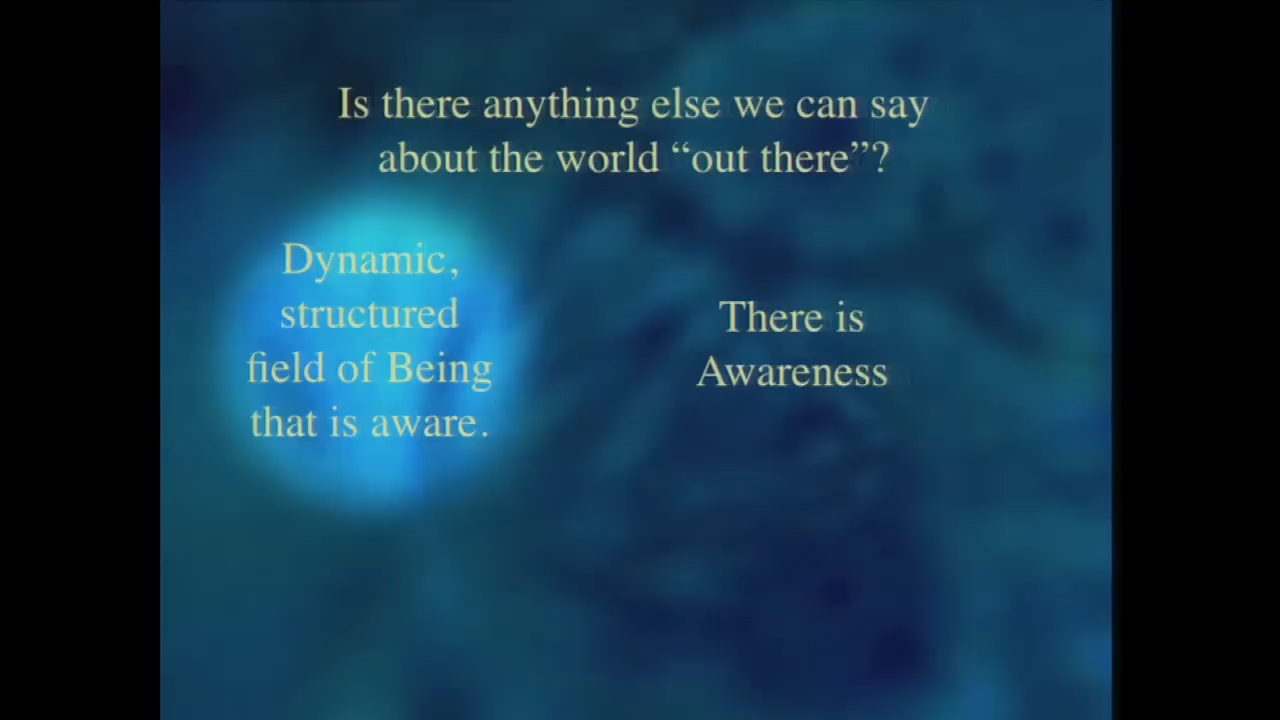 Is there anything else we can say
about the world “out there”?
Dynamic,
structured
field of Being
that is aware.
There is
Awareness